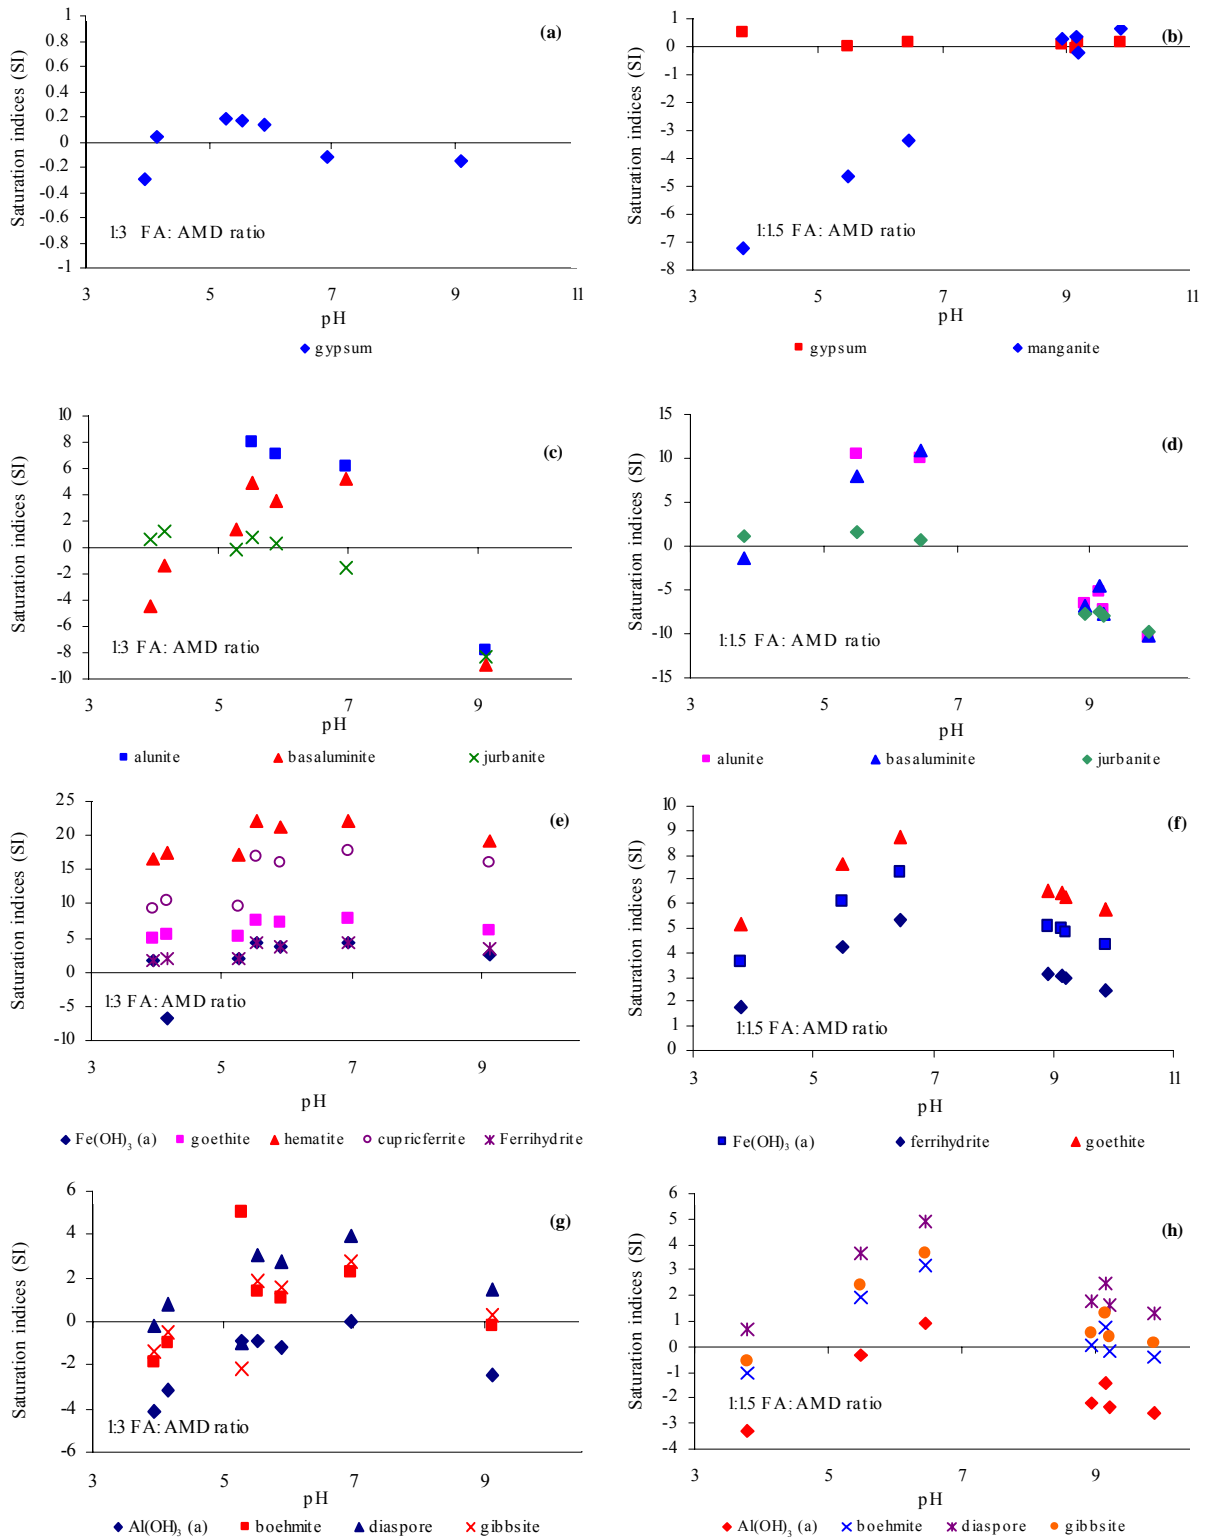 (a)
Saturation indices (SI)
1
0.8
0.6
0.4
0.2
0
-0.2
-0.4
-0.6
-0.8
-1
1:3 FA: AMD ratio
3 5 7 9 11
pH
gypsum
(b)
Saturation indices (SI)
1
0
-1
-2
-3
-4
-5
-6
-7
-8
1:1.5 FA: AMD ratio
3 5 7 9 11
pH
gypsum manganite
(c)
Saturation indices (SI)
10
8
6
4
2
0
-2
-4
-6
-8
-10
1:3 FA: AMD ratio
3 5 7 9
pH
alunite basaluminite jurbanite
(d)
Saturation indices (SI)
15
10
5
0
-5
-10
-15
1:1.5 FA: AMD ratio
3 5 7 9
pH
alunite basaluminite jurbanite
(e)
Saturation indices (SI)
25
20
15
10
5
0
-5
-10
1:3 FA: AMD ratio
3 5 7 9
pH
Fe(OH)₃ (a) goethite hematite cupricferrite Ferrihydrite
(f)
Saturation indices (SI)
10
9
8
7
6
5
4
3
2
1
0
1:1.5 FA: AMD ratio
3 5 7 9 11
pH
Fe(OH)₃ (a) ferrihydrite goethite
(g)
Saturation indices (SI)
6
4
2
0
-2
-4
-6
1:3 FA: AMD ratio
3 5 7 9
pH
Al(OH)₃ (a) boehmite diaspore gibbsite
(h)
Saturation indices (SI)
6
5
4
3
2
1
0
-1
-2
-3
-4
1:1.5 FA: AMD ratio
3 5 7 9
pH
Al(OH)₃ (a) boehmite diaspore gibbsite